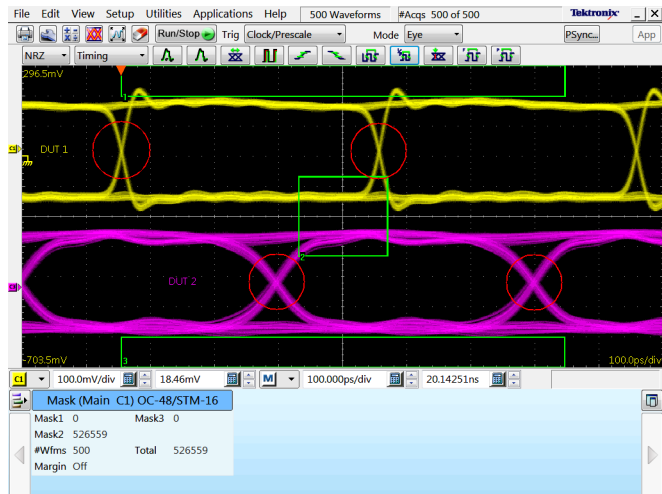 File Edit View Setup Utilities Applications Help 500 Waveforms #Acqs 500 of 500 Tektronix
Run/Stop Trig Clock/Prescale Mode Eye PSync... App
NRZ Timing
296.5mV
1
C1 DUT 1
2
DUT 2
-703.5mV 3 100.0ps/div
C1 100.0mV/div 18.46mV M 100.000ps/div 20.14251ns
Mask (Main C1) OC-48/STM-16
Mask1 0 Mask3 0
Mask2 526559
#Wfms 500 Total 526559
Margin Off